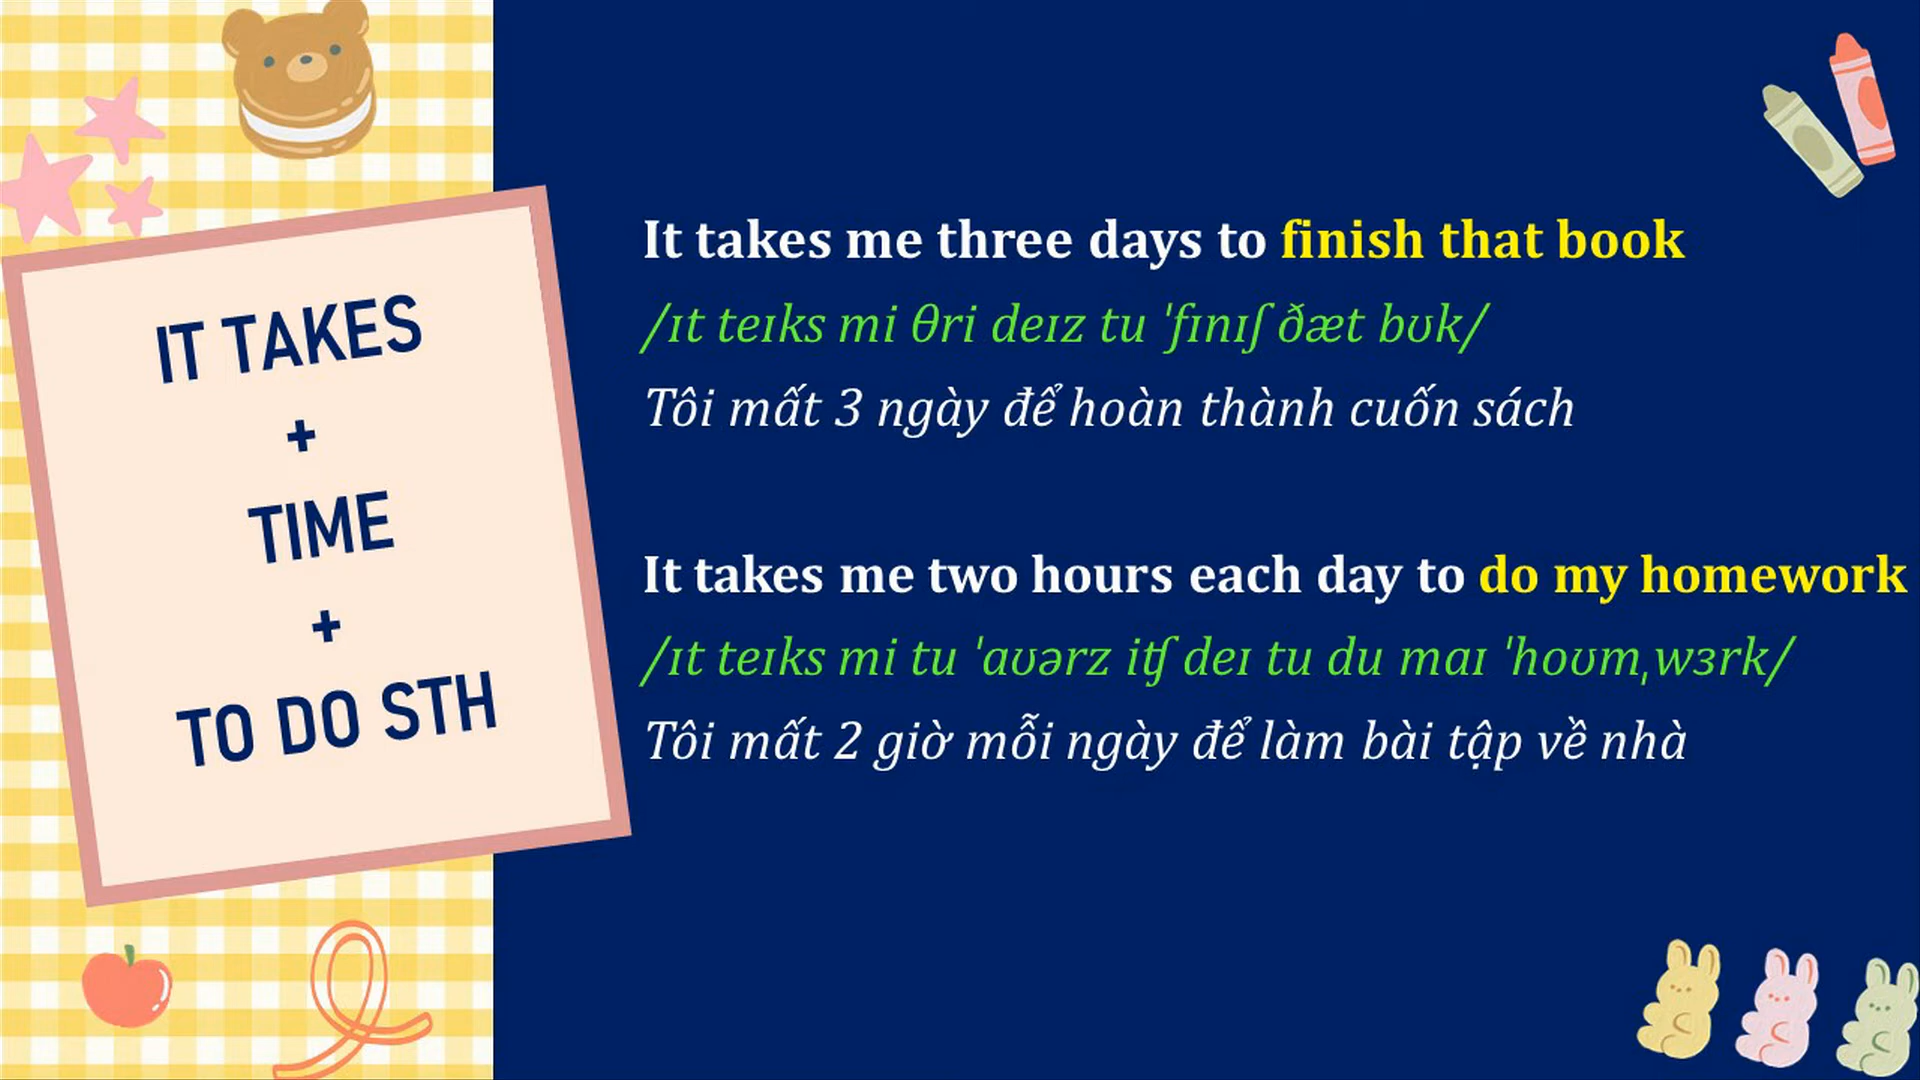 IT TAKES
+
TIME
+
TO DO STH
It takes me three days to finish that book
/ɪt teɪks mi θri deɪz tu ˈfɪnɪʃ ðæt bʊk/
Tôi mất 3 ngày để hoàn thành cuốn sách
It takes me two hours each day to do my homework
/ɪt teɪks mi tu ˈaʊərz iʧ deɪ tu du maɪ ˈhoʊmˌwɜrk/
Tôi mất 2 giờ mỗi ngày để làm bài tập về nhà